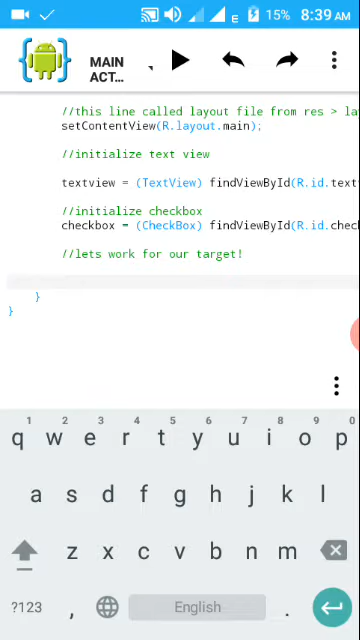 E 15% 8:39 AM
MAIN
ACT...
//this line called layout file from res > la
setContentView(R.layout.main);
//initialize text view
textview = (TextView) findViewById(R.id.text
//initialize checkbox
checkbox = (CheckBox) findViewById(R.id.chec
//lets work for our target!
}
}
1 2 3 4 5 6 7 8 9 0
q w e r t y u i o p
a s d f g h j k l
z x c v b n m
?123 , English .